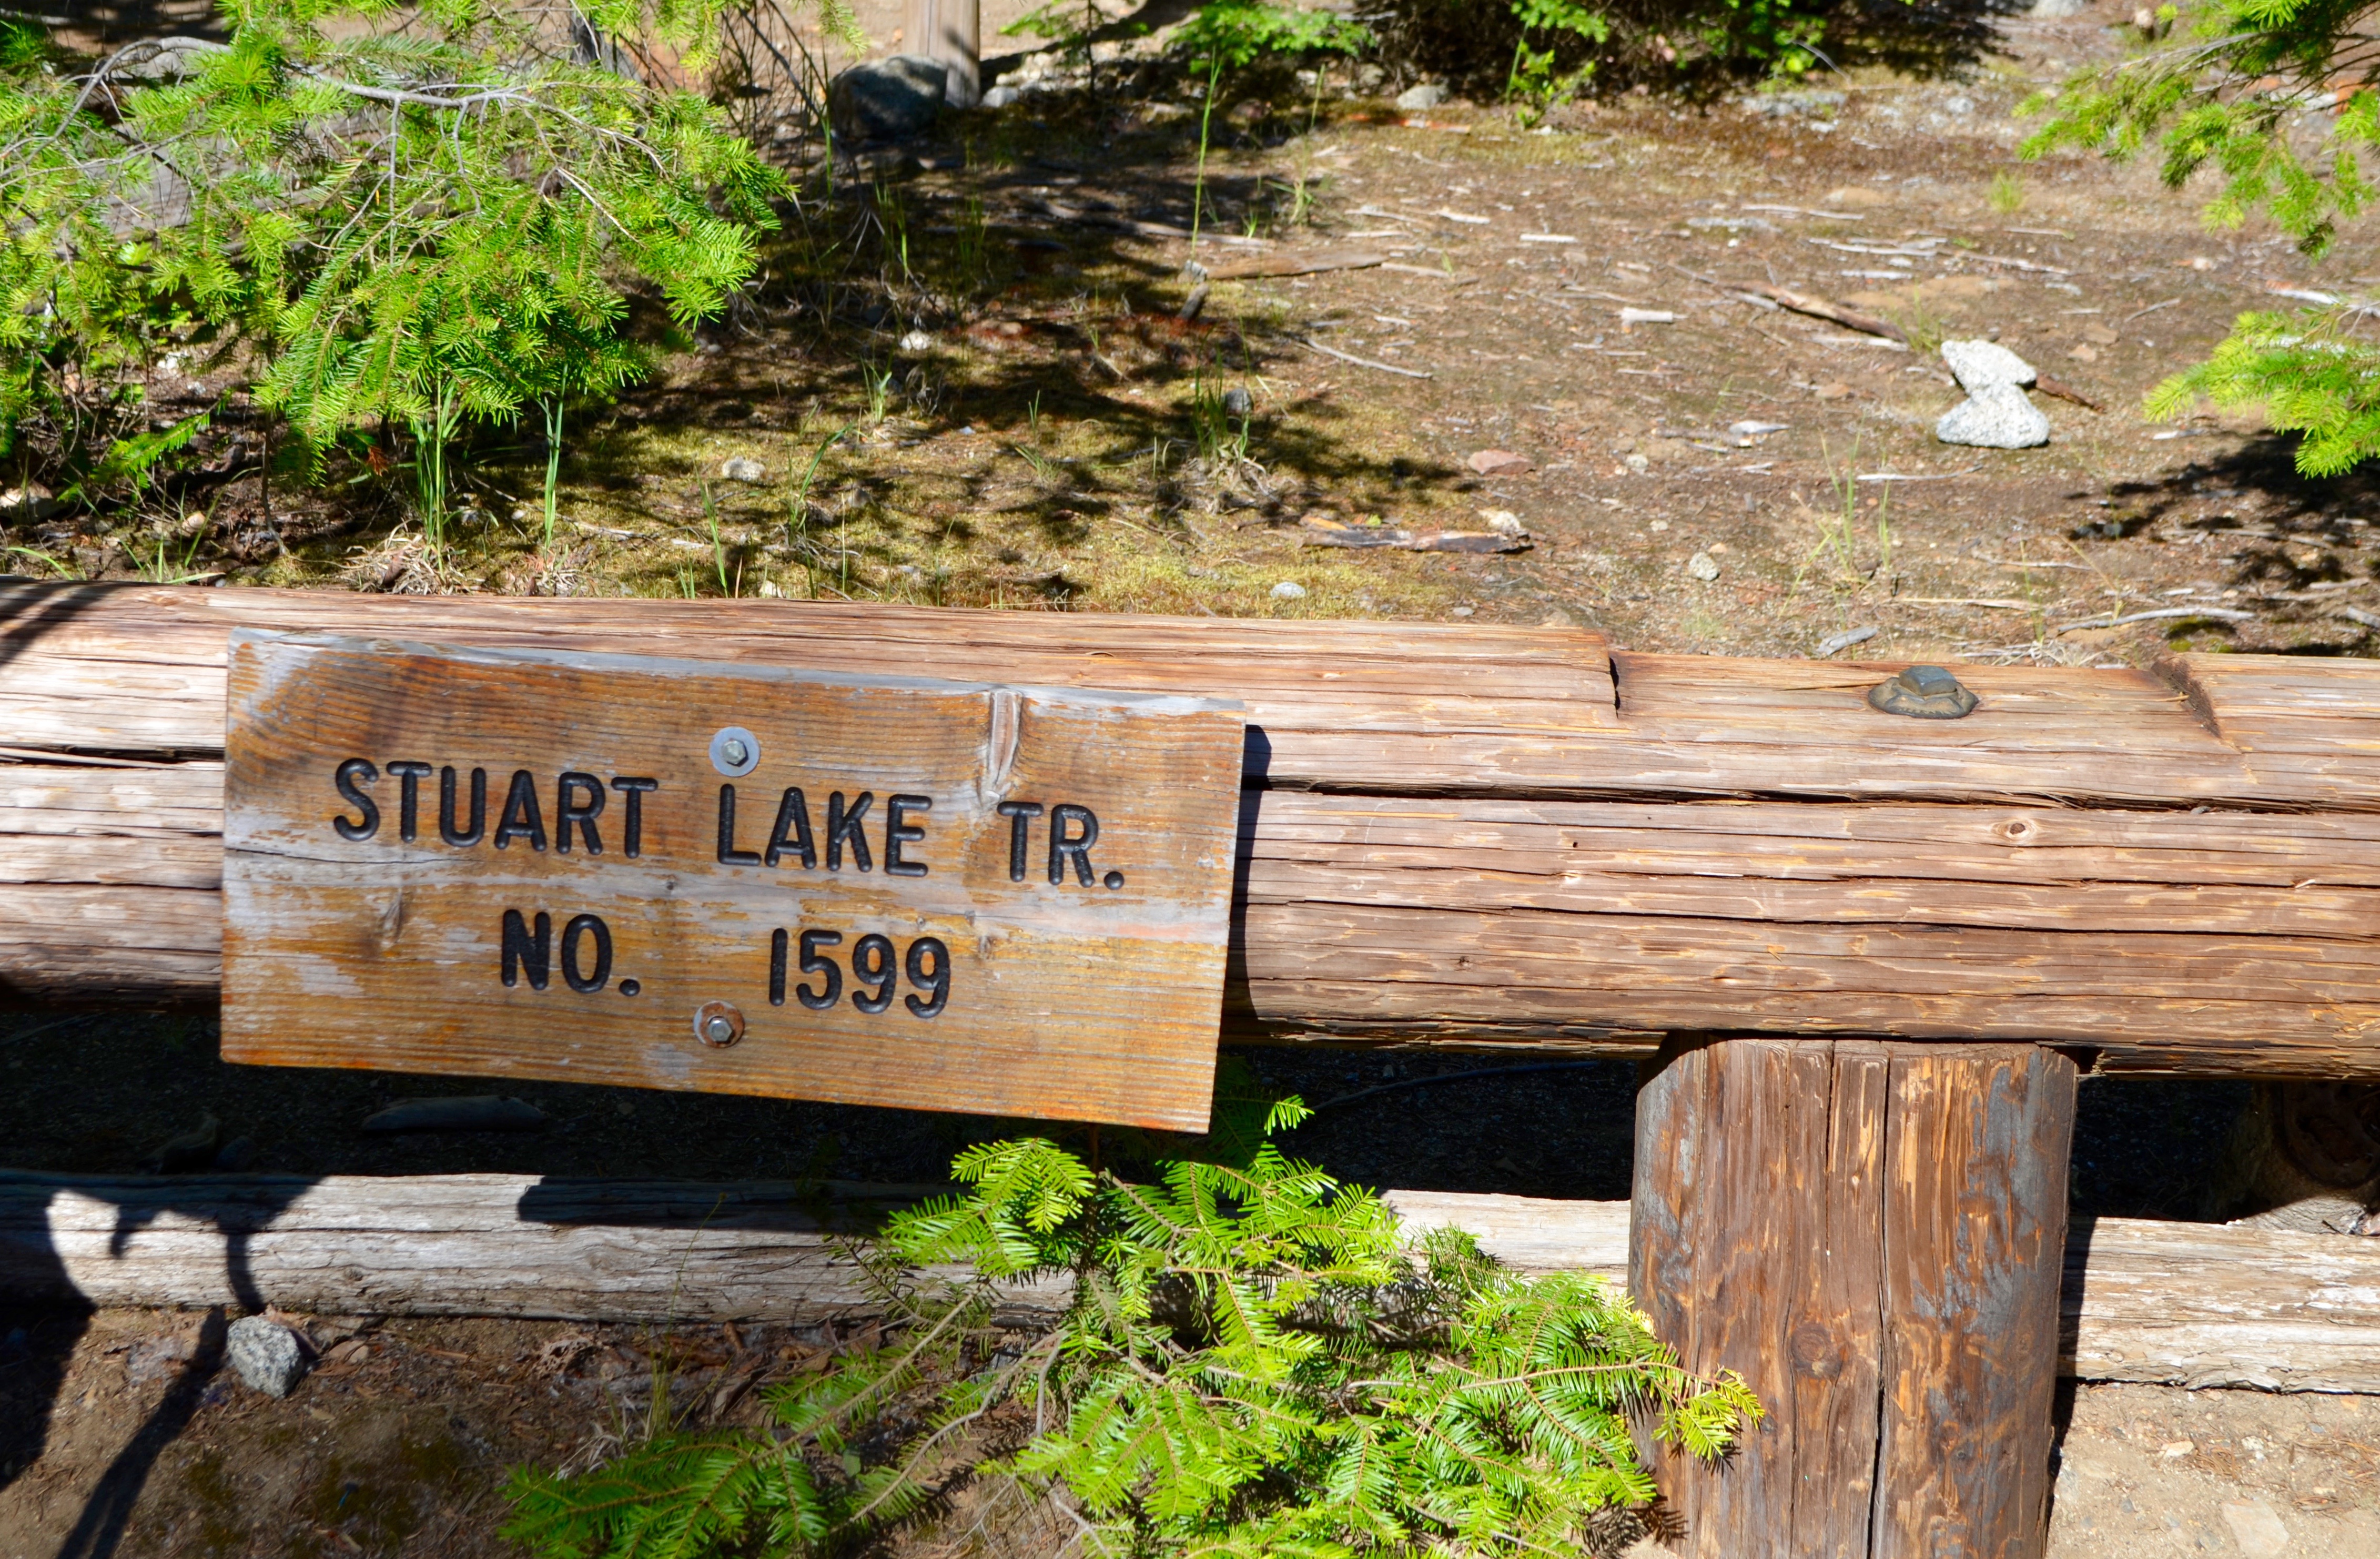 STUART LAKE TR.
NO. 1599